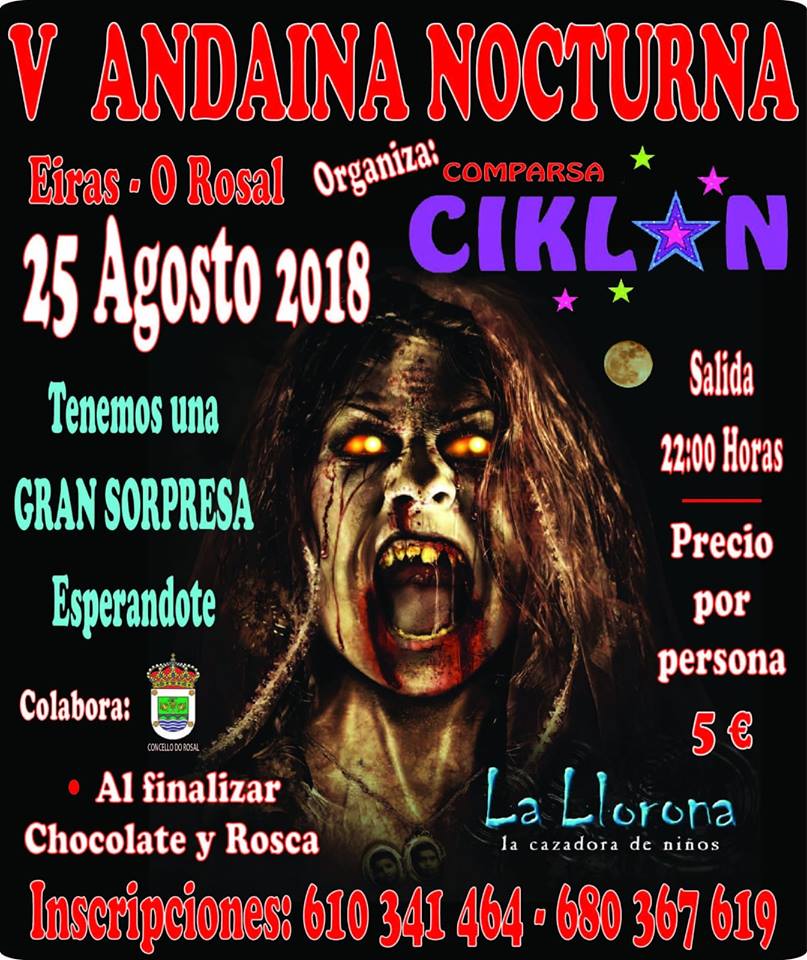 V ANDAINA NOCTURNA
Eiras - O Rosal
Organiza:
COMPARSA
CIKLON
25 Agosto 2018
Salida
22:00 Horas
Tenemos una
GRAN SORPRESA
Esperandote
Precio
por
persona
5 €
Colabora:
CONCELLO DO ROSAL
• Al finalizar
Chocolate y Rosca
La Llorona
la cazadora de niños
Inscripciones: 610 341 464 - 680 367 619